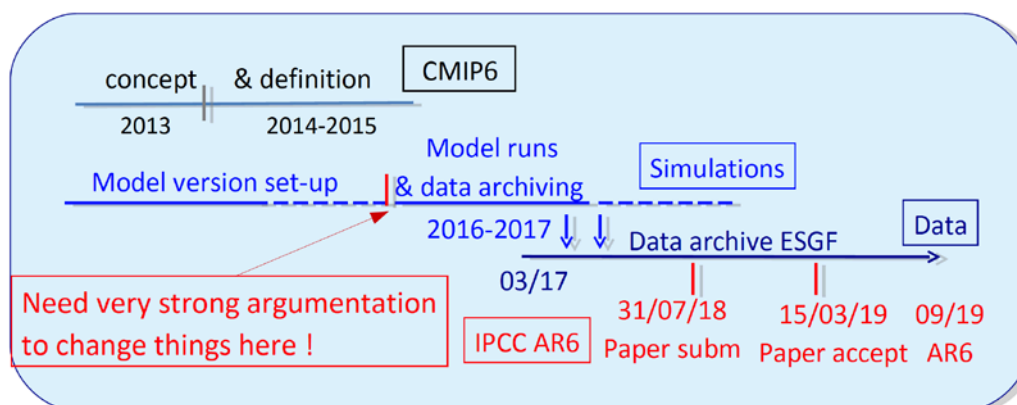 concept & definition CMIP6
2013 2014-2015
Model runs
Model version set-up & data archiving Simulations
2016-2017
Data archive ESGF Data
03/17
Need very strong argumentation
to change things here !
31/07/18 15/03/19 09/19
IPCC AR6 Paper subm Paper accept AR6